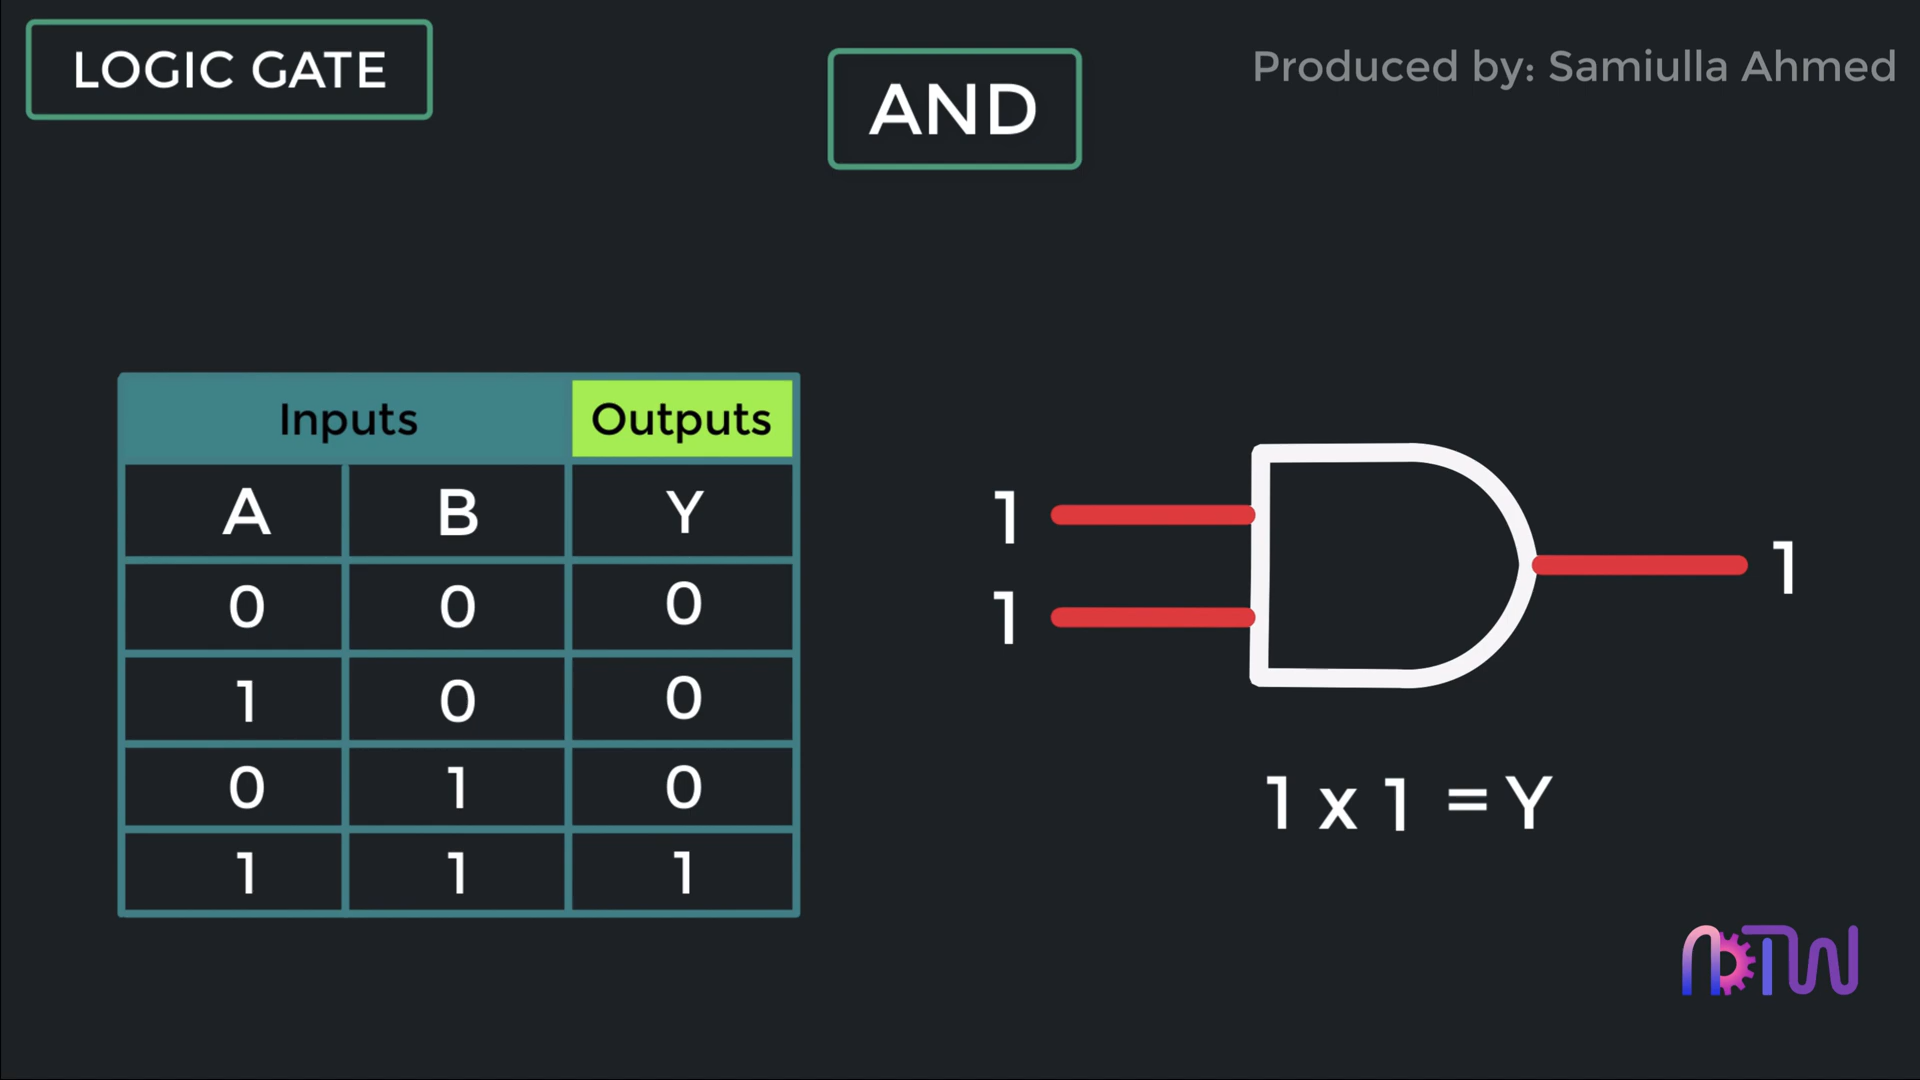 LOGIC GATE
AND
Produced by: Samiulla Ahmed
Inputs Outputs
A B Y
0 0 0
1 0 0
0 1 0
1 1 1
1
1
1
1 x 1 = Y